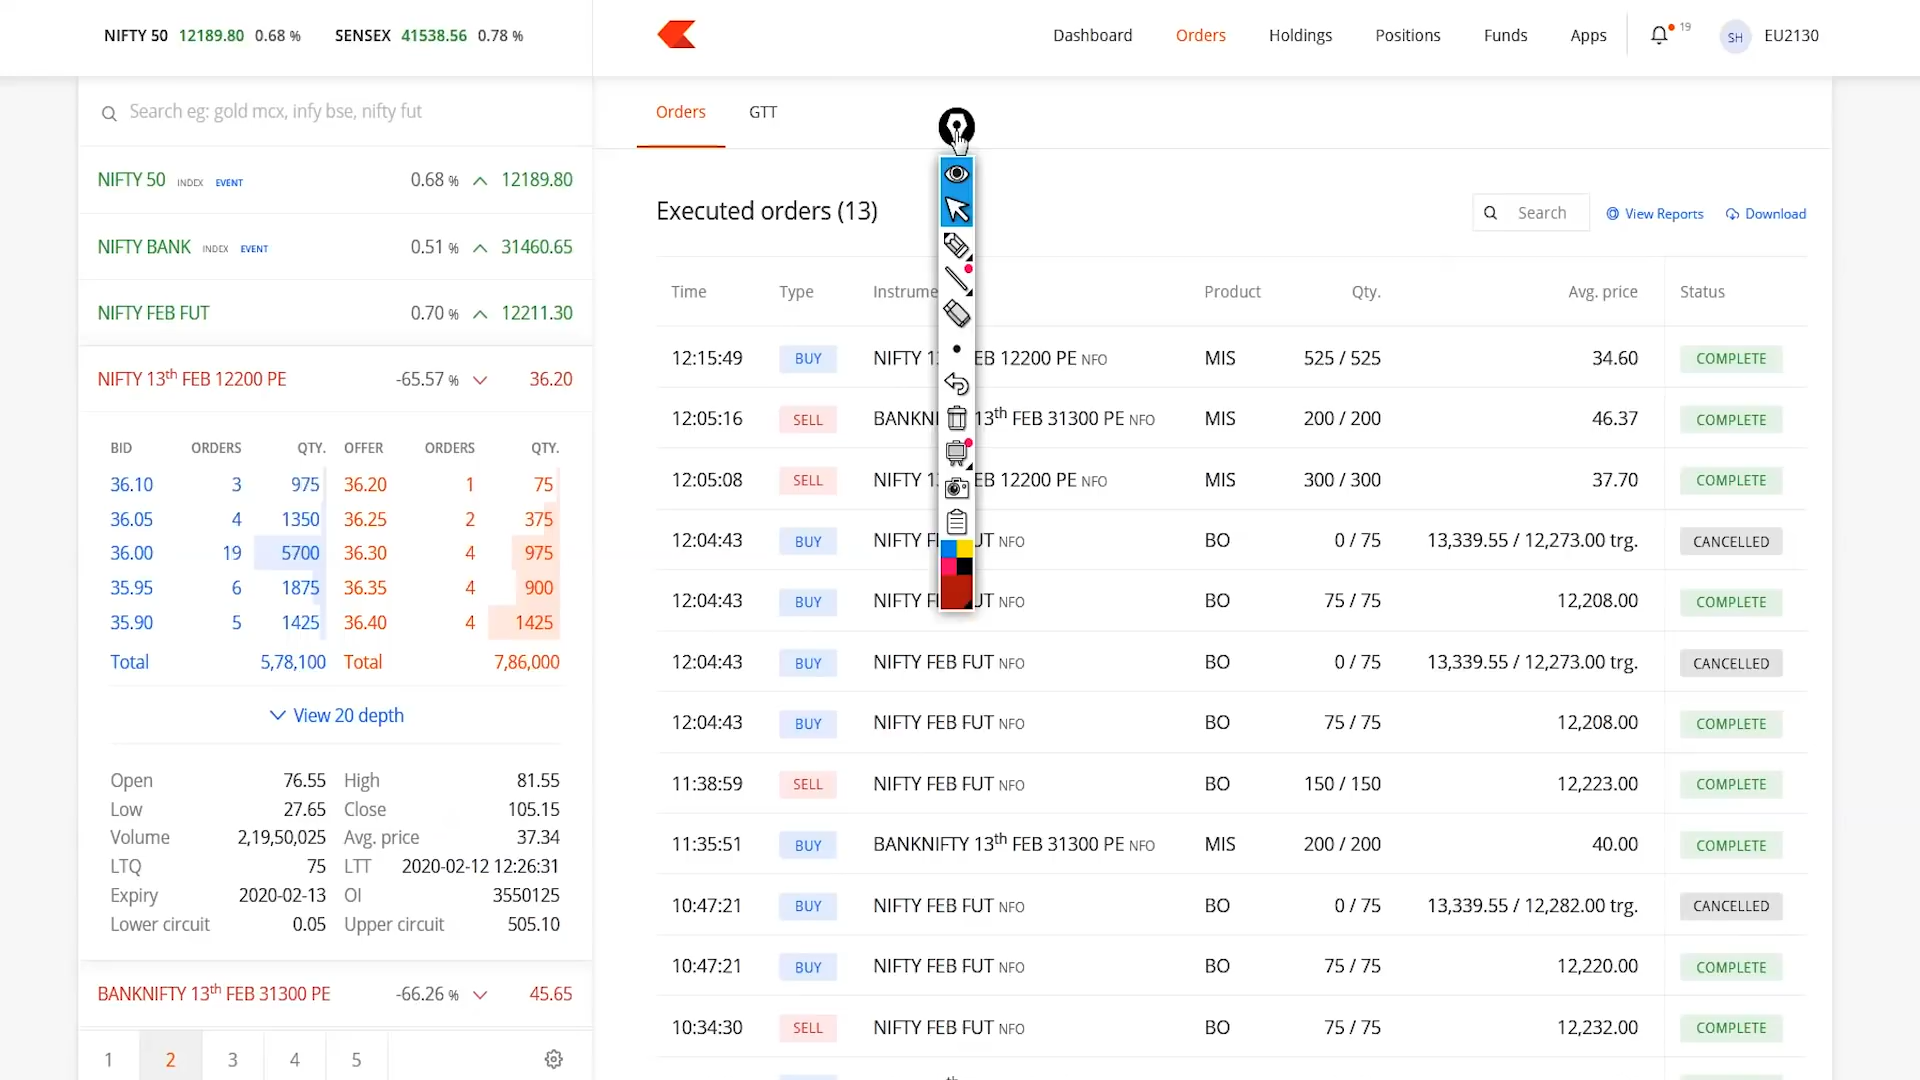 NIFTY 50 12189.80 0.68 % SENSEX 41538.56 0.78 %
Dashboard Orders Holdings Positions Funds Apps 19 SH EU2130
Search eg: gold mcx, infy bse, nifty fut
NIFTY 50 INDEX EVENT 0.68 % 12189.80
NIFTY BANK INDEX EVENT 0.51 % 31460.65
NIFTY FEB FUT 0.70 % 12211.30
NIFTY 13th FEB 12200 PE -65.57 % 36.20
BID ORDERS QTY. OFFER ORDERS QTY.
36.10 3 975 36.20 1 75
36.05 4 1350 36.25 2 375
36.00 19 5700 36.30 4 975
35.95 6 1875 36.35 4 900
35.90 5 1425 36.40 4 1425
Total 5,78,100 Total 7,86,000
View 20 depth
Open 76.55 High 81.55
Low 27.65 Close 105.15
Volume 2,19,50,025 Avg. price 37.34
LTQ 75 LTT 2020-02-12 12:26:31
Expiry 2020-02-13 OI 3550125
Lower circuit 0.05 Upper circuit 505.10
BANKNIFTY 13th FEB 31300 PE -66.26 % 45.65
1 2 3 4 5
Orders GTT
Executed orders (13)
Search View Reports Download
Time Type Instrume Product Qty. Avg. price Status
12:15:49 BUY NIFTY 1 EB 12200 PE NFO MIS 525 / 525 34.60 COMPLETE
12:05:16 SELL BANKNI 13th FEB 31300 PE NFO MIS 200 / 200 46.37 COMPLETE
12:05:08 SELL NIFTY 1 EB 12200 PE NFO MIS 300 / 300 37.70 COMPLETE
12:04:43 BUY NIFTY F UT NFO BO 0 / 75 13,339.55 / 12,273.00 trg. CANCELLED
12:04:43 BUY NIFTY F UT NFO BO 75 / 75 12,208.00 COMPLETE
12:04:43 BUY NIFTY FEB FUT NFO BO 0 / 75 13,339.55 / 12,273.00 trg. CANCELLED
12:04:43 BUY NIFTY FEB FUT NFO BO 75 / 75 12,208.00 COMPLETE
11:38:59 SELL NIFTY FEB FUT NFO BO 150 / 150 12,223.00 COMPLETE
11:35:51 BUY BANKNIFTY 13th FEB 31300 PE NFO MIS 200 / 200 40.00 COMPLETE
10:47:21 BUY NIFTY FEB FUT NFO BO 0 / 75 13,339.55 / 12,282.00 trg. CANCELLED
10:47:21 BUY NIFTY FEB FUT NFO BO 75 / 75 12,220.00 COMPLETE
10:34:30 SELL NIFTY FEB FUT NFO BO 75 / 75 12,232.00 COMPLETE